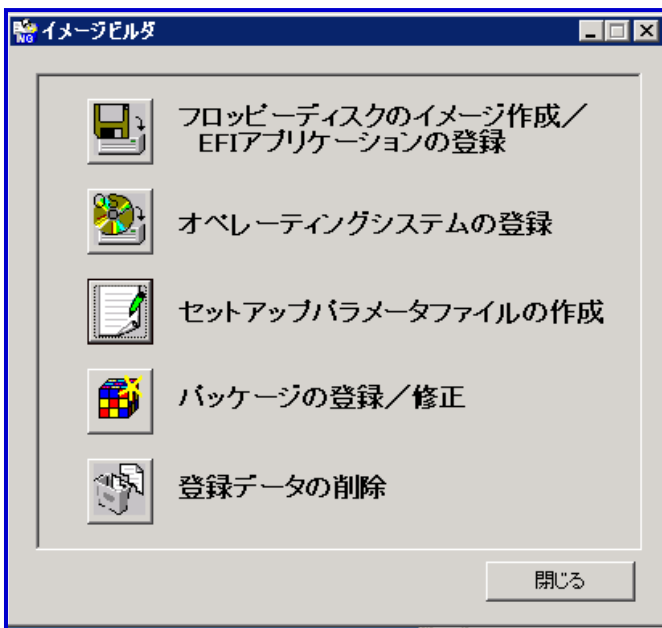 NG イメージビルダ
フロッピーディスクのイメージ作成／
EFIアプリケーションの登録
オペレーティングシステムの登録
セットアップパラメータファイルの作成
パッケージの登録／修正
登録データの削除
閉じる